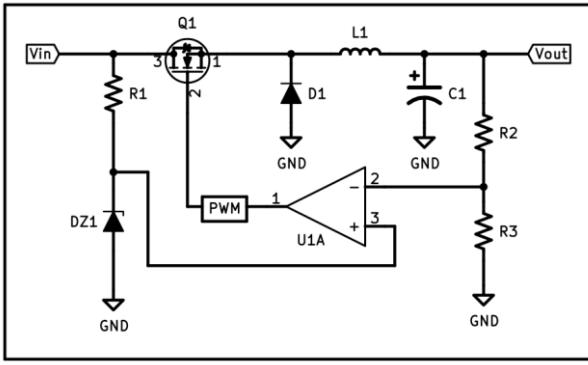 Q1
L1
Vin
3
1
Vout
R1
2
D1
+
C1
R2
GND
GND
DZ1
PWM
1
−
2
+
3
U1A
R3
GND
GND